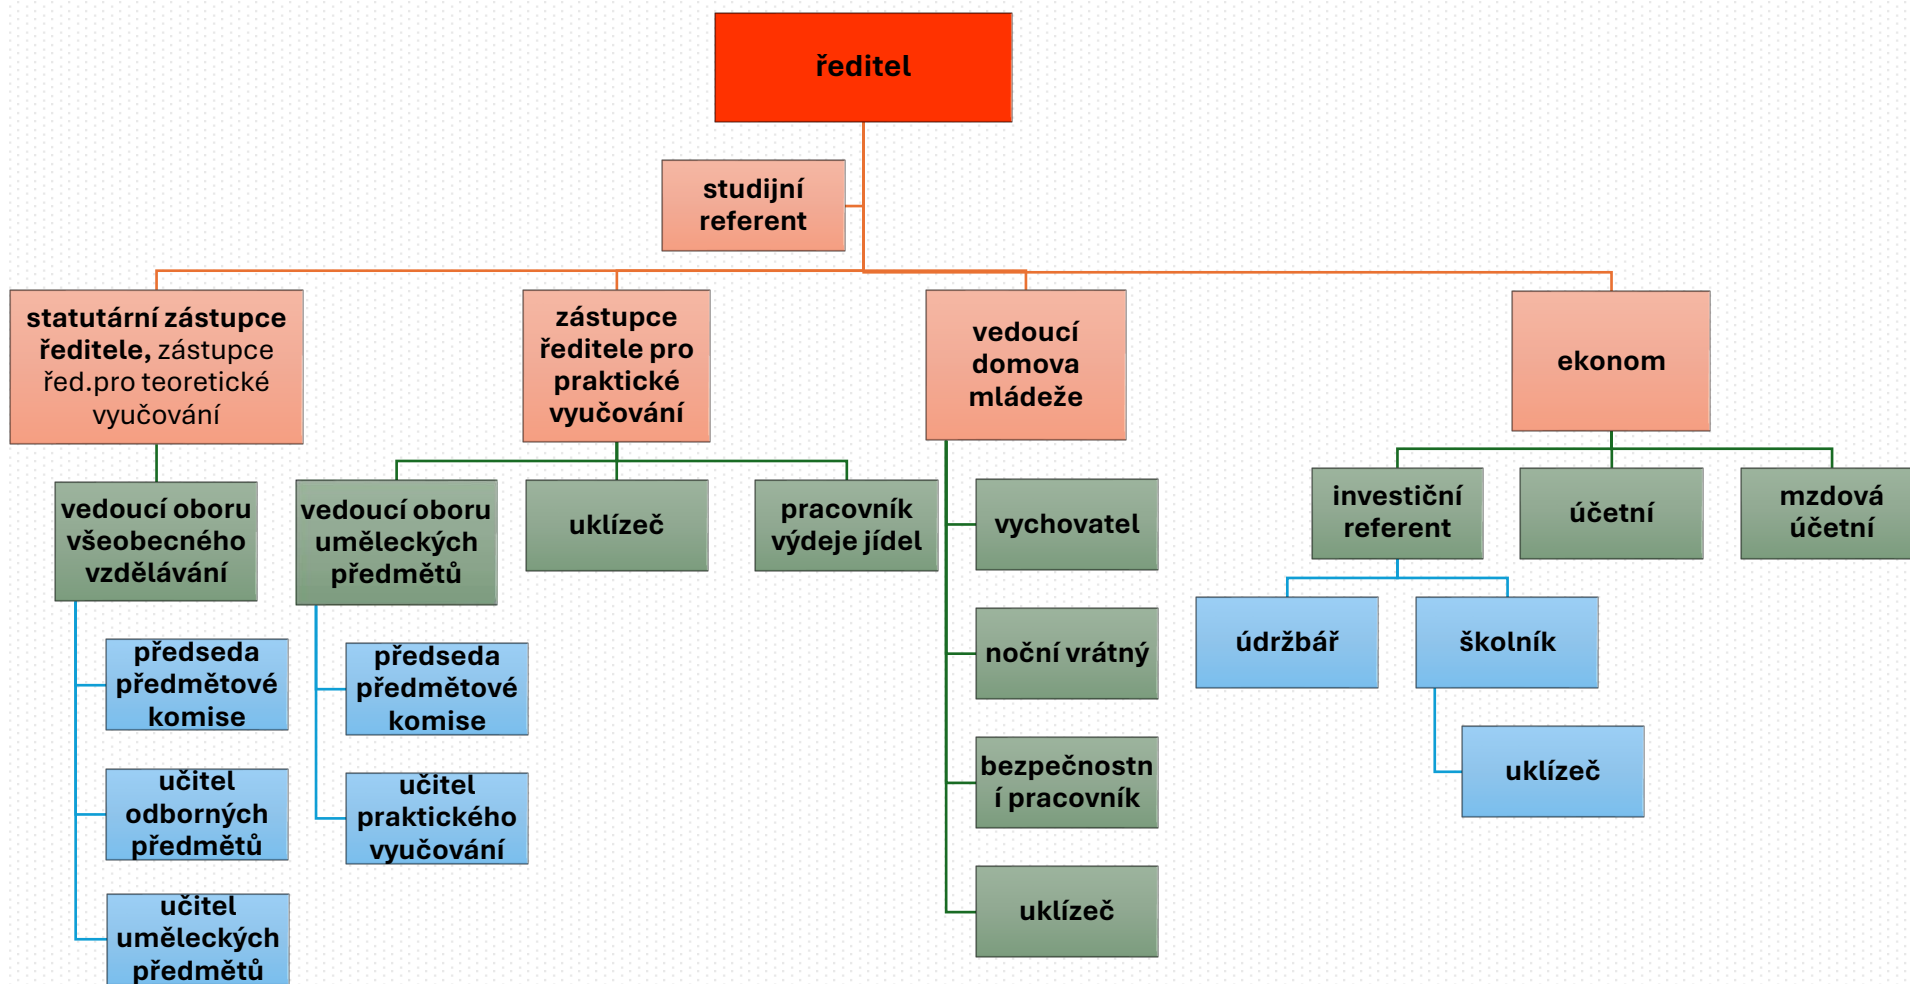 ředitel
studijní
referent
statutární zástupce
ředitele, zástupce
řed.pro teoretické
vyučování
zástupce
ředitele pro
praktické
vyučování
vedoucí
domova
mládeže
ekonom
vedoucí oboru
všeobecného
vzdělávání
vedoucí oboru
uměleckých
předmětů
uklízeč
pracovník
výdeje jídel
vychovatel
investiční
referent
účetní
mzdová
účetní
předseda
předmětové
komise
předseda
předmětové
komise
noční vrátný
údržbář
školník
učitel
odborných
předmětů
učitel
praktického
vyučování
bezpečnostn
í pracovník
uklízeč
učitel
uměleckých
předmětů
uklízeč